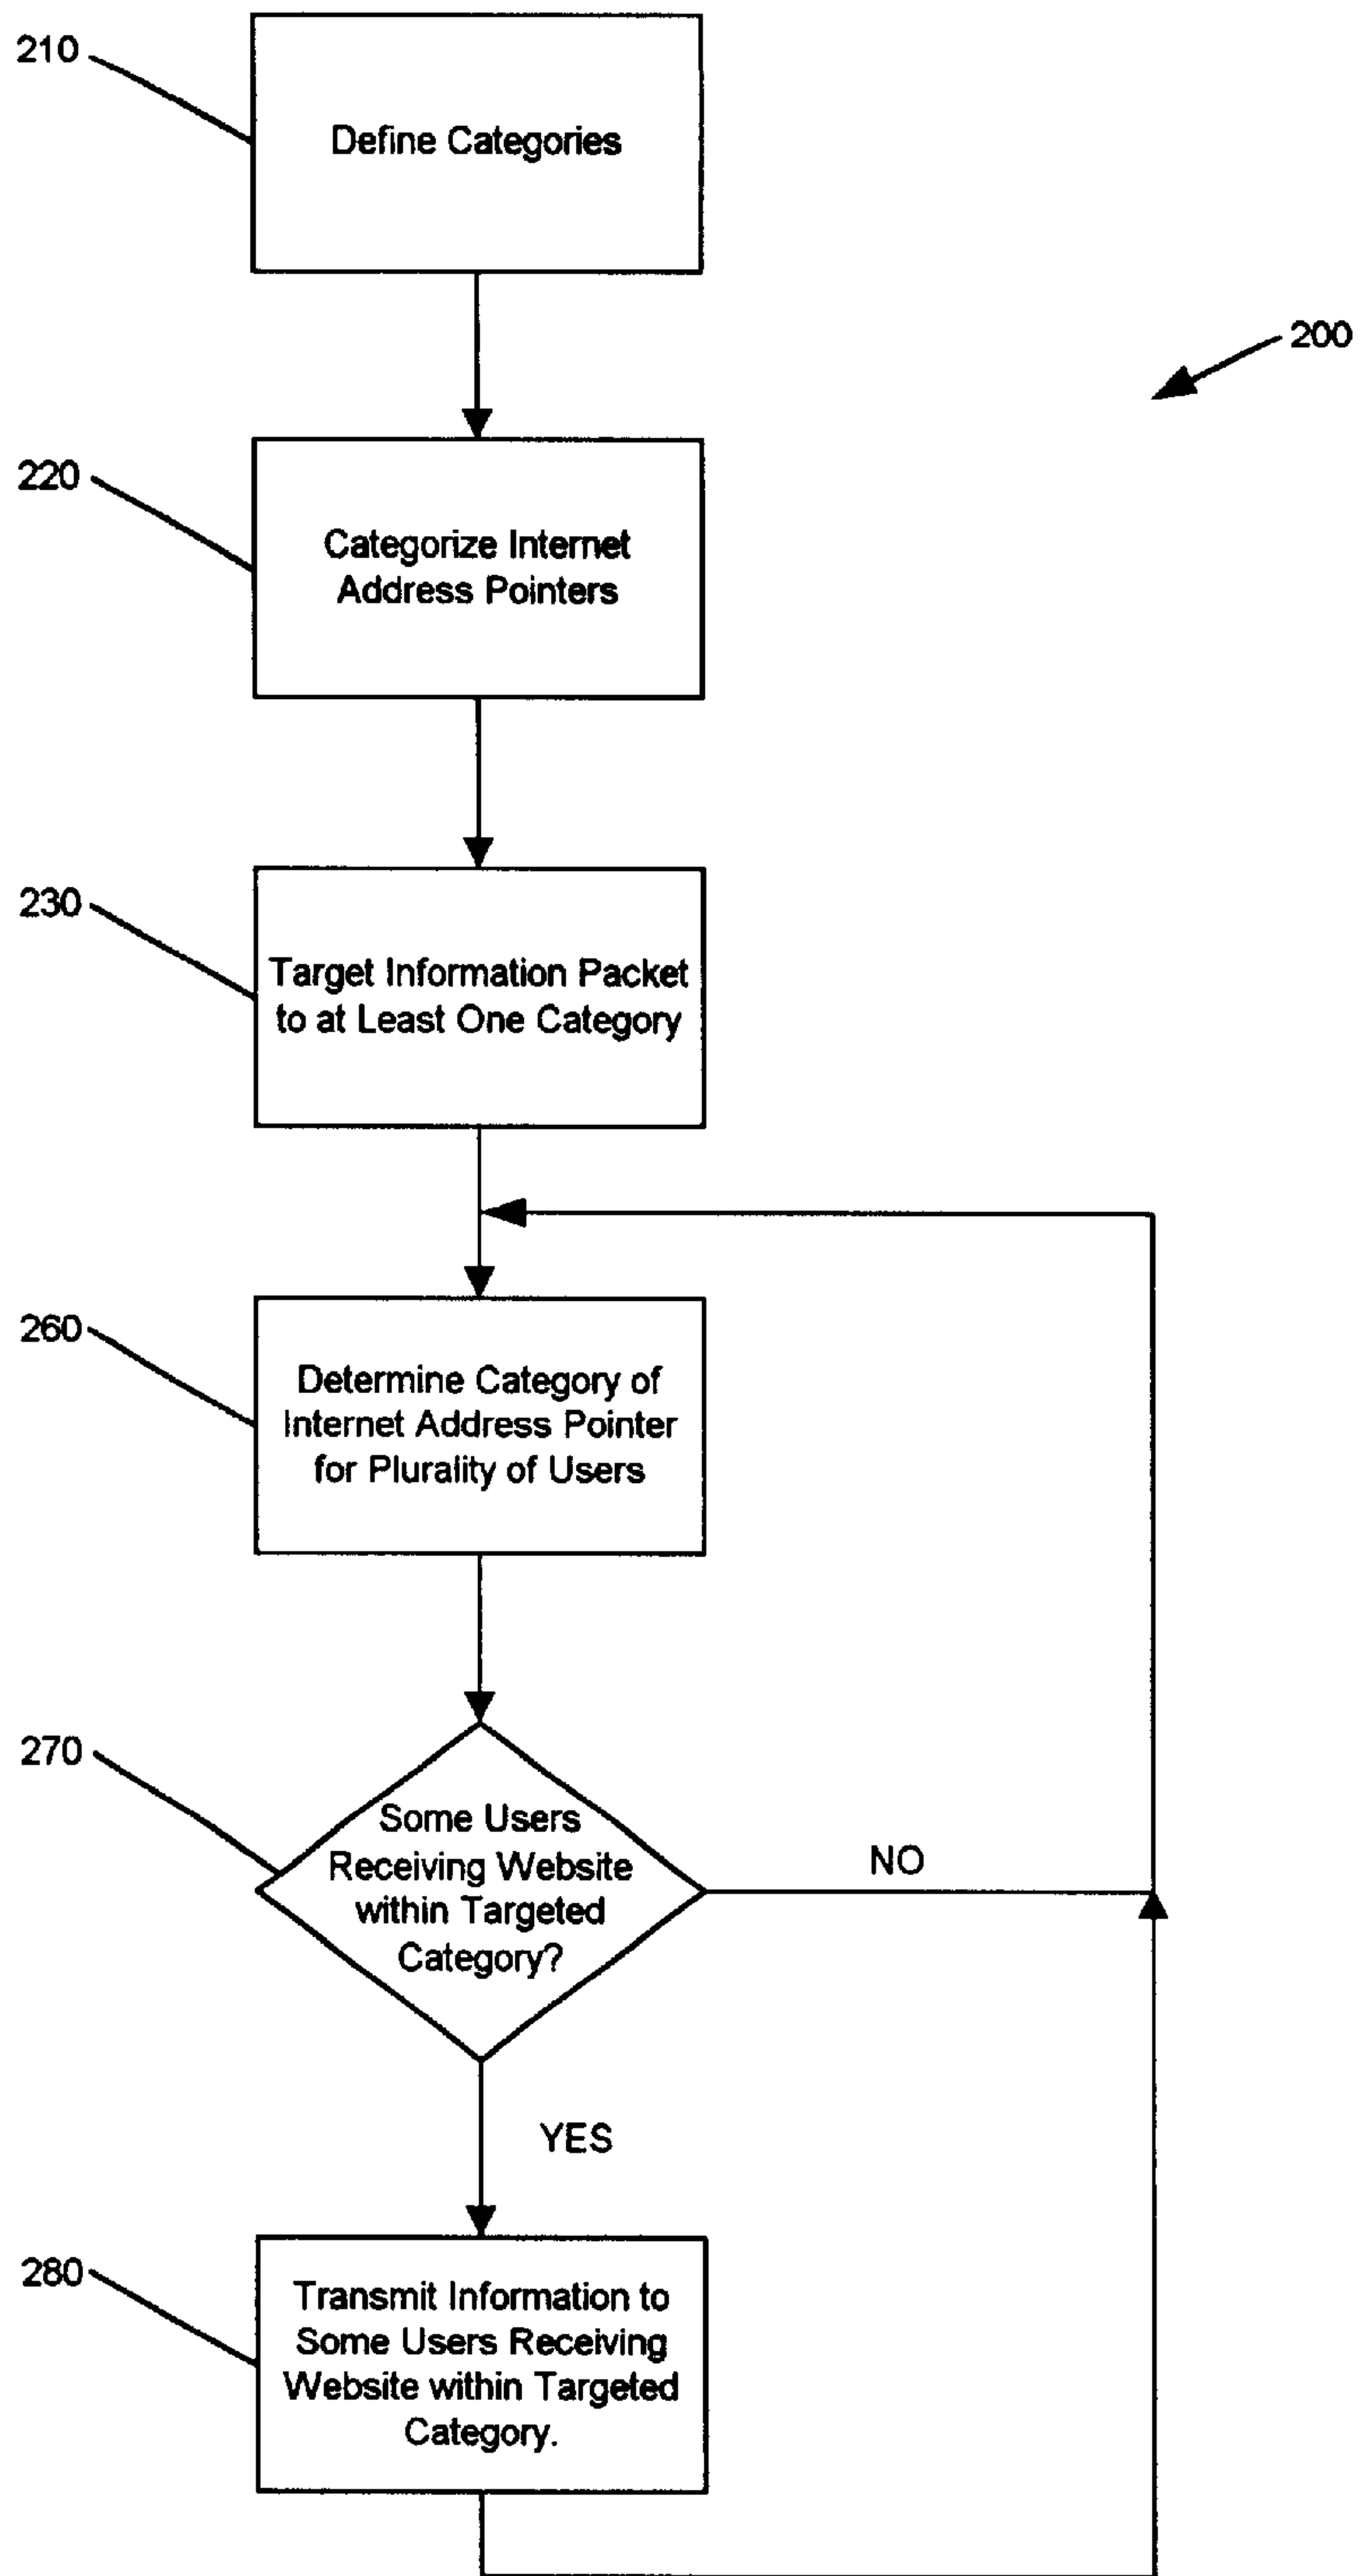 210
Define Categories
200
220
Categorize Internet
Address Pointers
230
Target Information Packet
to at Least One Category
260
Determine Category of
Internet Address Pointer
for Plurality of Users
270
Some Users
Receiving Website
within Targeted
Category?
NO
YES
280
Transmit Information to
Some Users Receiving
Website within Targeted
Category.